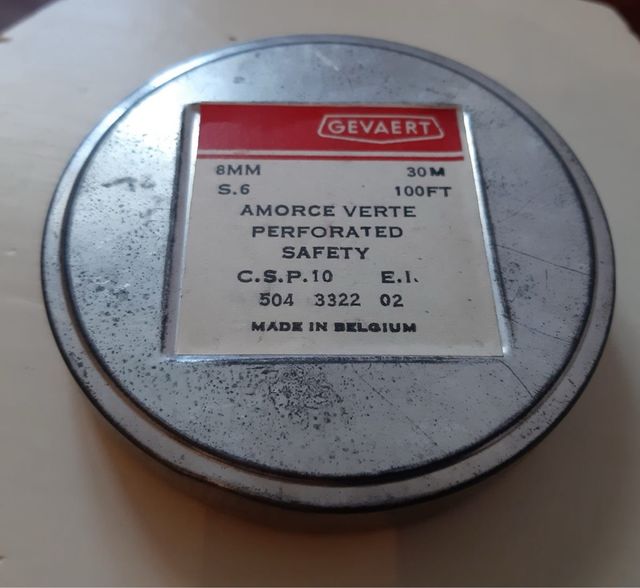 GEVAERT
8MM 30M
S.6 100FT
AMORCE VERTE
PERFORATED
SAFETY
C.S.P.10 E.I.
504 3322 02
MADE IN BELGIUM